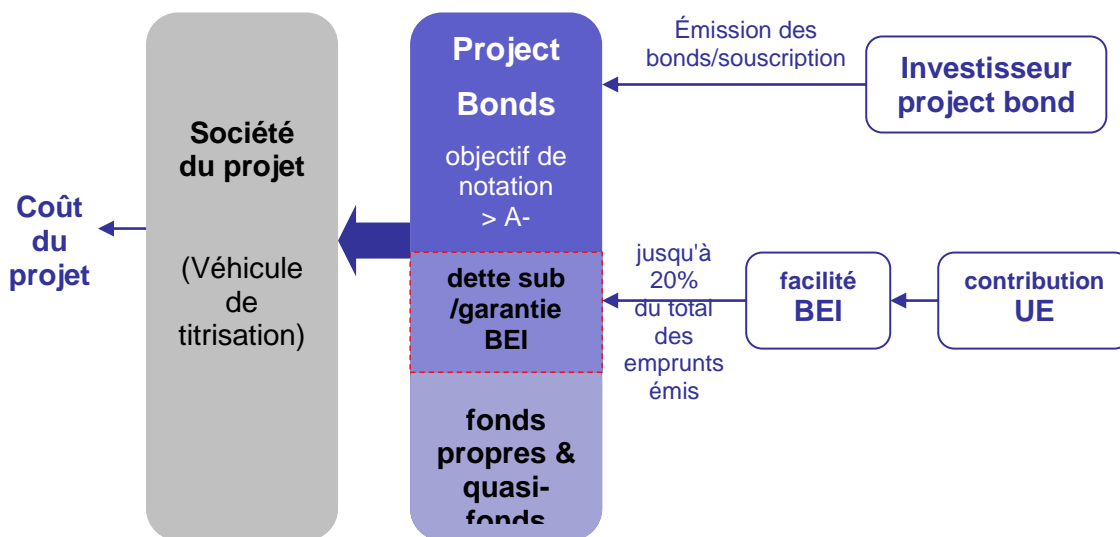 Coût
du
projet
Société
du projet
(Véhicule
de
titrisation)
Project
Bonds
objectif de
notation
> A-
dette sub
/garantie
BEI
fonds
propres &
quasi-
fonds
Émission des
bonds/souscription
Investisseur
project bond
jusqu'à
20%
du total
des
emprunts
émis
facilité
BEI
contribution
UE